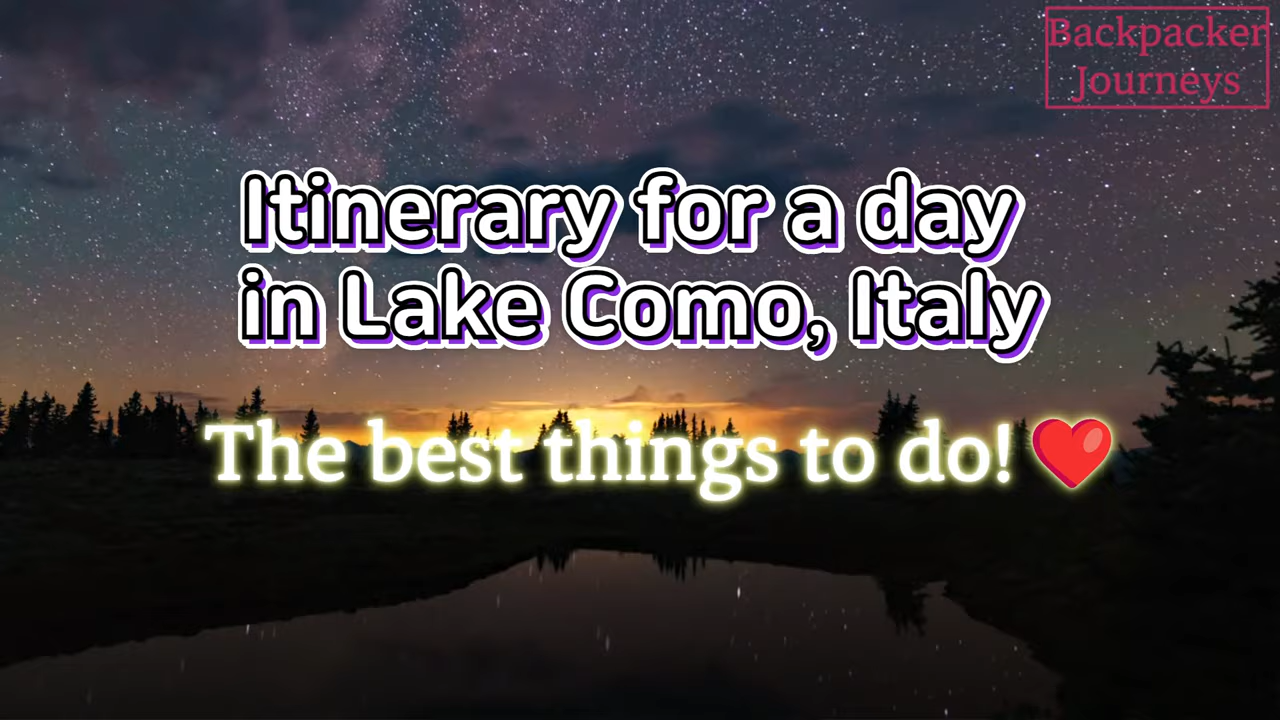 Backpacker
Journeys
Itinerary for a day
in Lake Como, Italy
The best things to do! ❤️